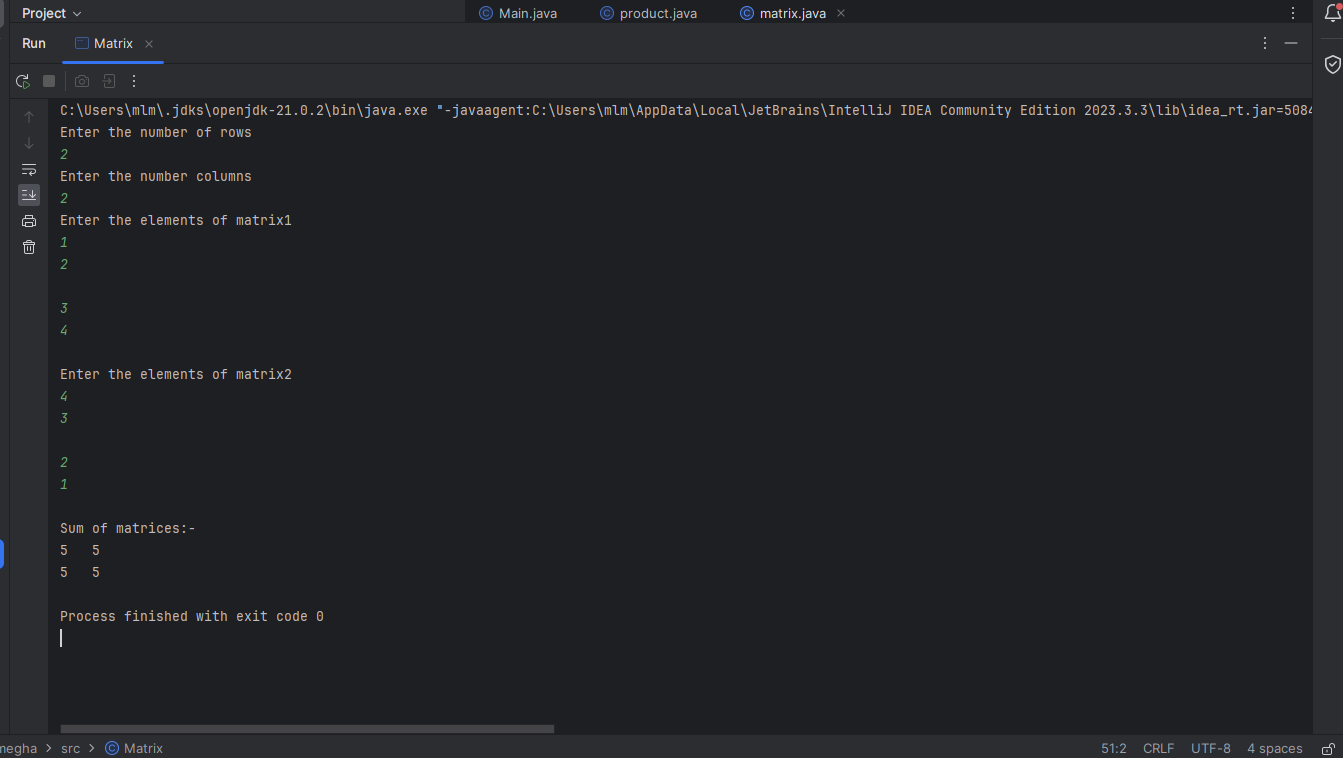 Project
Main.java
product.java
matrix.java
Run
Matrix
C:\Users\mlm\.jdks\openjdk-21.0.2\bin\java.exe "-javaagent:C:\Users\mlm\AppData\Local\JetBrains\IntelliJ IDEA Community Edition 2023.3.3\lib\idea_rt.jar=5084
Enter the number of rows
2
Enter the number columns
2
Enter the elements of matrix1
1
2
3
4
Enter the elements of matrix2
4
3
2
1
Sum of matrices:-
5 5
5 5
Process finished with exit code 0
megha > src > Matrix
51:2 CRLF UTF-8 4 spaces